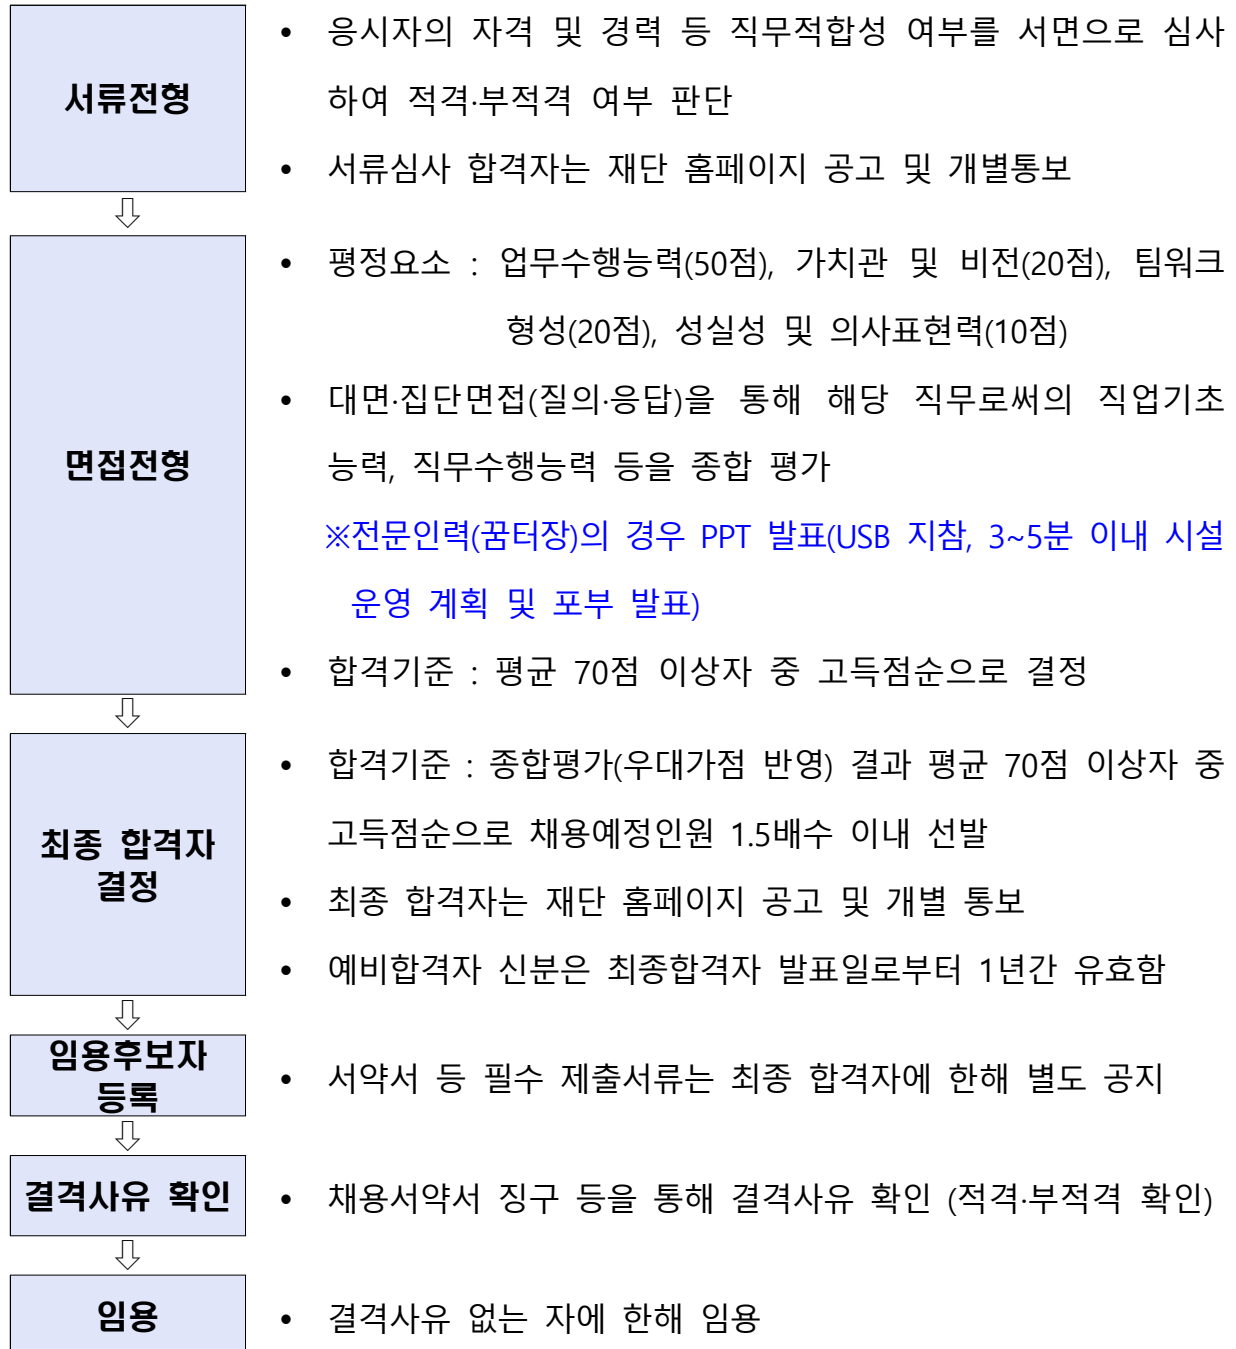 서류전형
• 응시자의 자격 및 경력 등 직무적합성 여부를 서면으로 심사
하여 적격·부적격 여부 판단
• 서류심사 합격자는 재단 홈페이지 공고 및 개별통보
면접전형
• 평정요소 : 업무수행능력(50점), 가치관 및 비전(20점), 팀워크
형성(20점), 성실성 및 의사표현력(10점)
• 대면·집단면접(질의·응답)을 통해 해당 직무로써의 직업기초
능력, 직무수행능력 등을 종합 평가
※전문인력(꿈터장)의 경우 PPT 발표(USB 지참, 3~5분 이내 시설
운영 계획 및 포부 발표)
• 합격기준 : 평균 70점 이상자 중 고득점순으로 결정
최종 합격자
결정
• 합격기준 : 종합평가(우대가점 반영) 결과 평균 70점 이상자 중
고득점순으로 채용예정인원 1.5배수 이내 선발
• 최종 합격자는 재단 홈페이지 공고 및 개별 통보
• 예비합격자 신분은 최종합격자 발표일로부터 1년간 유효함
임용후보자
등록
• 서약서 등 필수 제출서류는 최종 합격자에 한해 별도 공지
결격사유 확인
• 채용서약서 징구 등을 통해 결격사유 확인 (적격·부적격 확인)
임용
• 결격사유 없는 자에 한해 임용